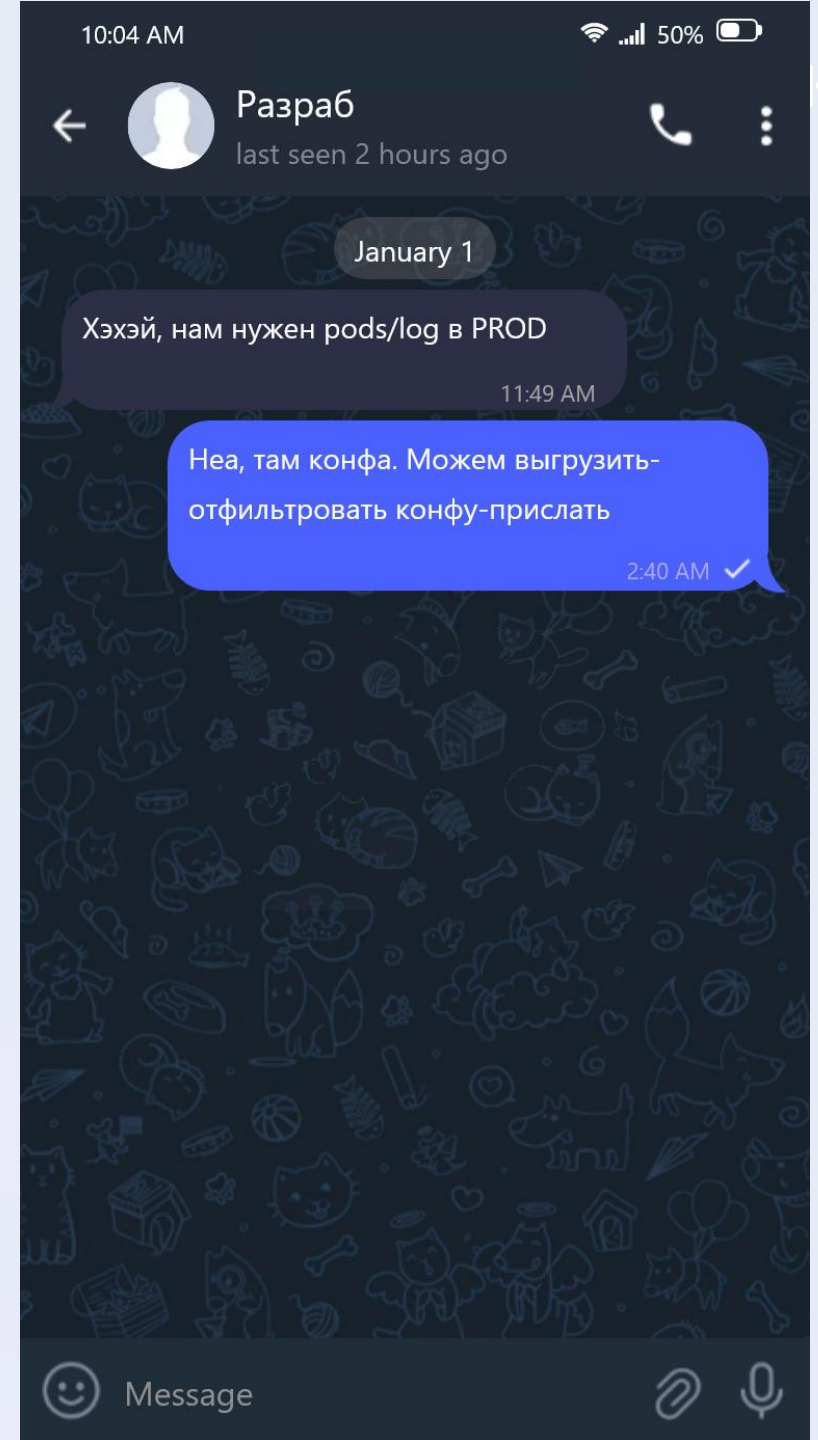 10:04 AM
50%
Разраб
last seen 2 hours ago
January 1
Хэхэй, нам нужен pods/log в PROD
11:49 AM
Неа, там конфа. Можем выгрузить-
отфильтровать конфу-прислать
2:40 AM
Message